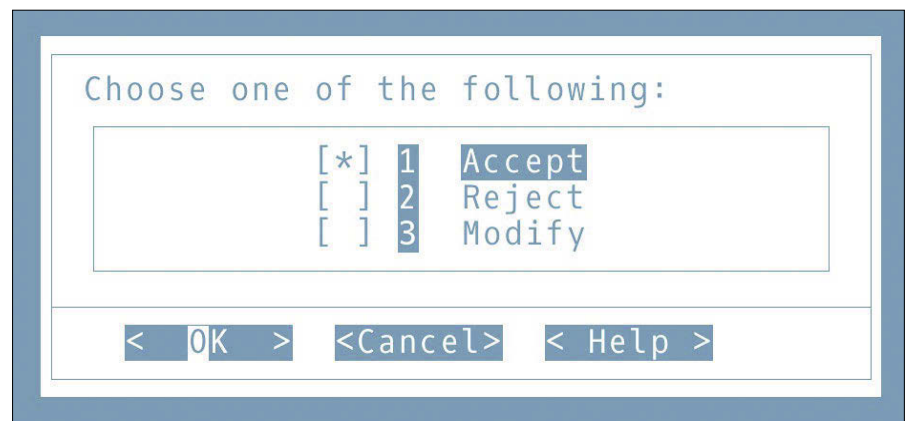 Choose one of the following:
[*] 1 Accept
[ ] 2 Reject
[ ] 3 Modify
< OK > <Cancel> < Help >